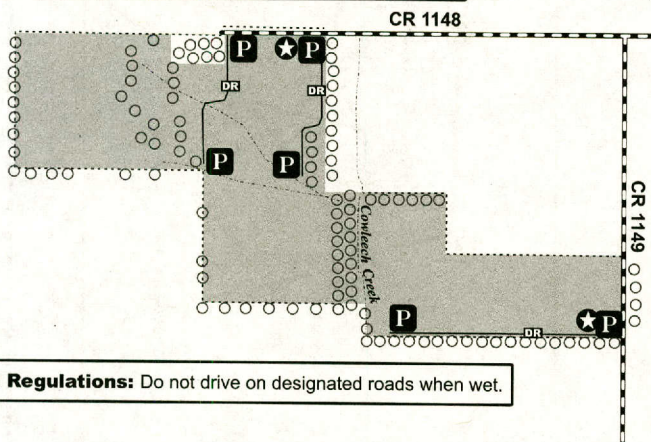 CR 1148
P
P
DR
DR
P
P
CR 1149
Cowleech Creek
P
P
DR
Regulations: Do not drive on designated roads when wet.